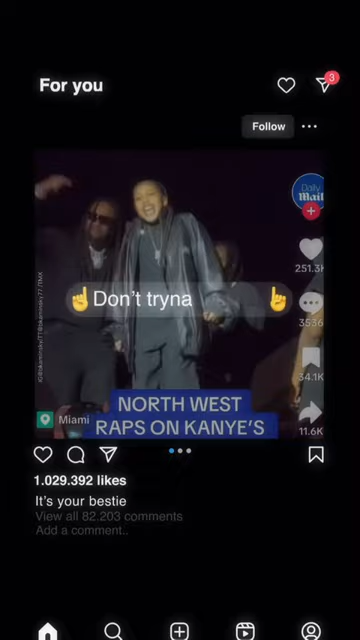 For you
3
Follow
Daily
Mail
251.3K
👆Don't tryna👆
3536
34.1K
NORTH WEST
Miami
RAPS ON KANYE'S
11.6K
1.029.392 likes
It's your bestie
View all 82.203 comments
Add a comment..